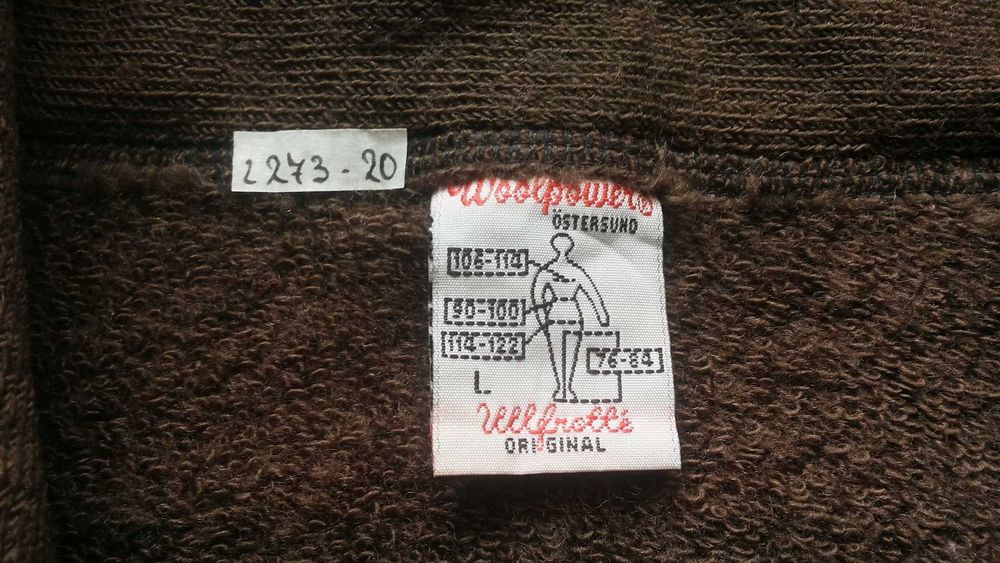 2273-20
Woolpower®
ÖSTERSUND
106-114
90-100
114-122
76-84
L
Ullfrotté
ORIGINAL